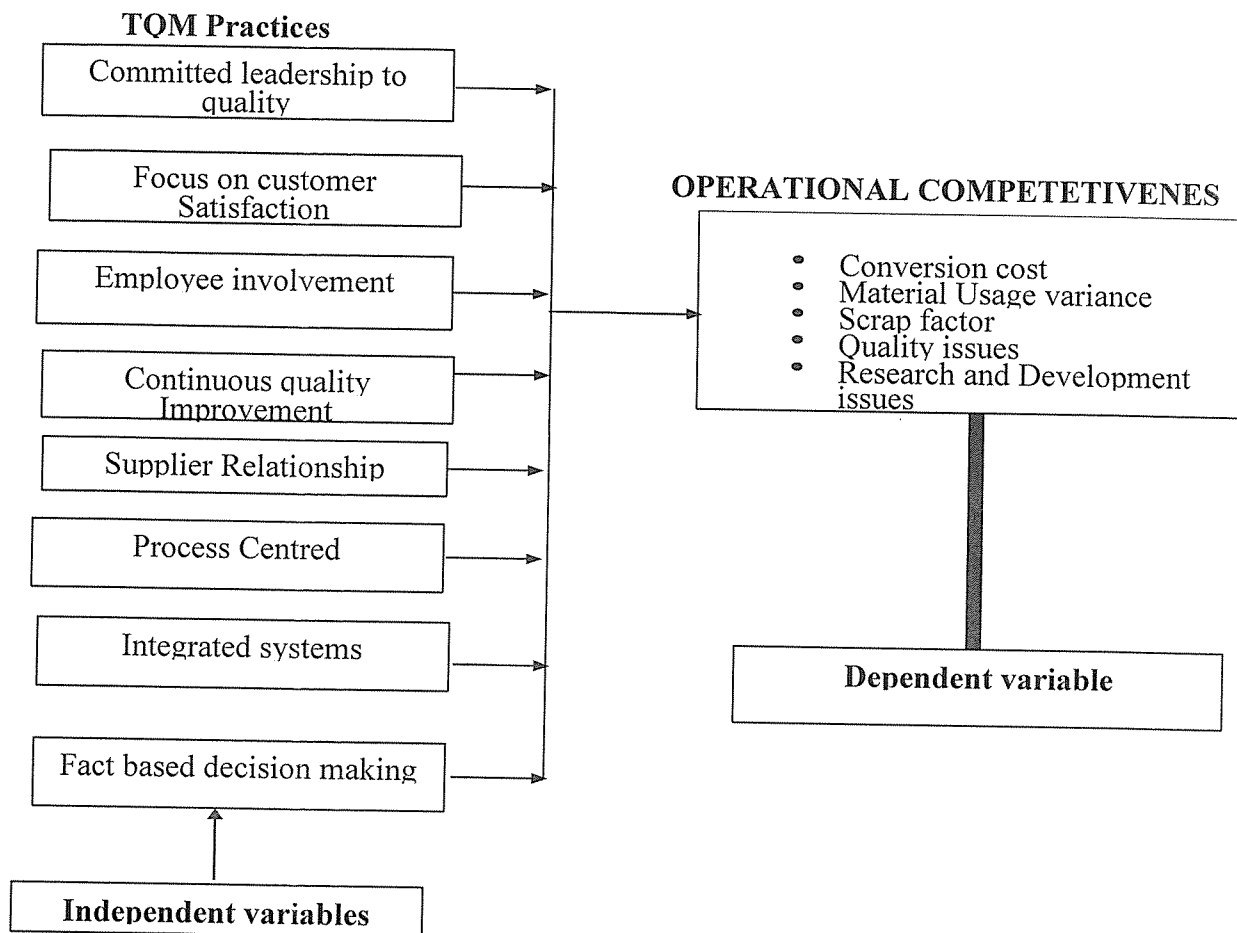 TQM Practices
Committed leadership to
quality
Focus on customer
Satisfaction
Employee involvement
Continuous quality
Improvement
Supplier Relationship
Process Centred
Integrated systems
Fact based decision making
Independent variables
OPERATIONAL COMPETETIVENES
• Conversion cost
• Material Usage variance
• Scrap factor
• Quality issues
• Research and Development
issues
Dependent variable